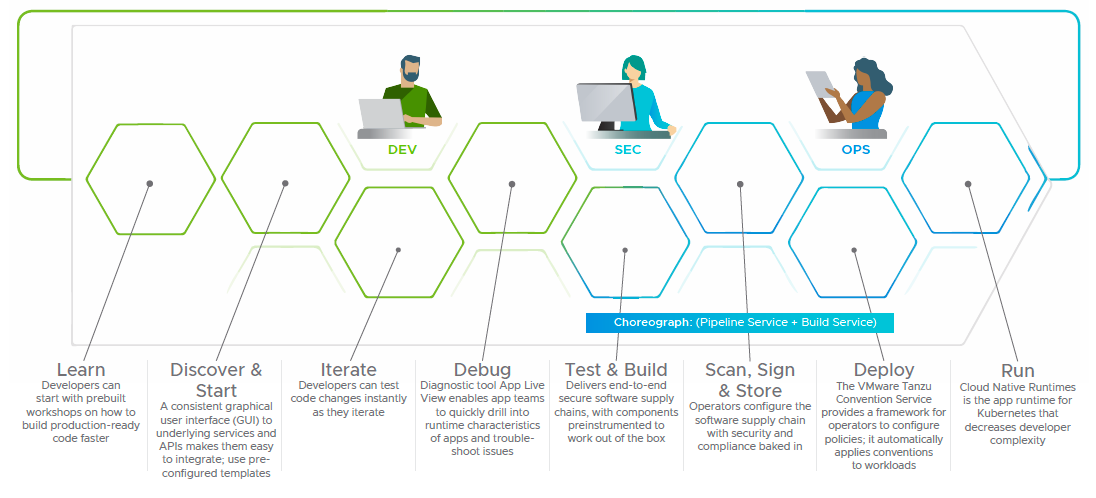 DEV
SEC
OPS
Choreograph: (Pipeline Service + Build Service)
Learn
Developers can
start with prebuilt
workshops on how to
build production-ready
code faster
Discover &
Start
A consistent graphical
user interface (GUI) to
underlying services and
APIs makes them easy
to integrate; use pre-
configured templates
Iterate
Developers can test
code changes instantly
as they iterate
Debug
Diagnostic tool App Live
View enables app teams
to quickly drill into
runtime characteristics
of apps and trouble-
shoot issues
Test & Build
Delivers end-to-end
secure software supply
chains, with components
preinstrumented to
work out of the box
Scan, Sign
& Store
Operators configure the
software supply chain
with security and
compliance baked in
Deploy
The VMware Tanzu
Convention Service
provides a framework for
operators to configure
policies; it automatically
applies conventions
to workloads
Run
Cloud Native Runtimes
is the app runtime for
Kubernetes that
decreases developer
complexity